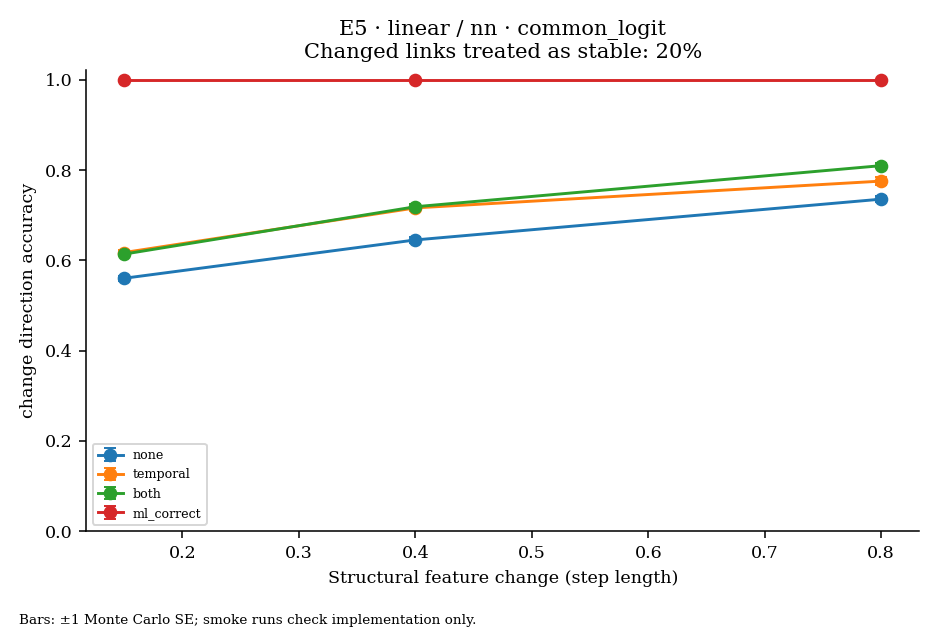 E5 · linear / nn · common_logit
Changed links treated as stable: 20%
change direction accuracy
1.0
0.8
0.6
0.4
0.2
0.0
none
temporal
both
ml_correct
0.2 0.3 0.4 0.5 0.6 0.7 0.8
Structural feature change (step length)
Bars: ±1 Monte Carlo SE; smoke runs check implementation only.